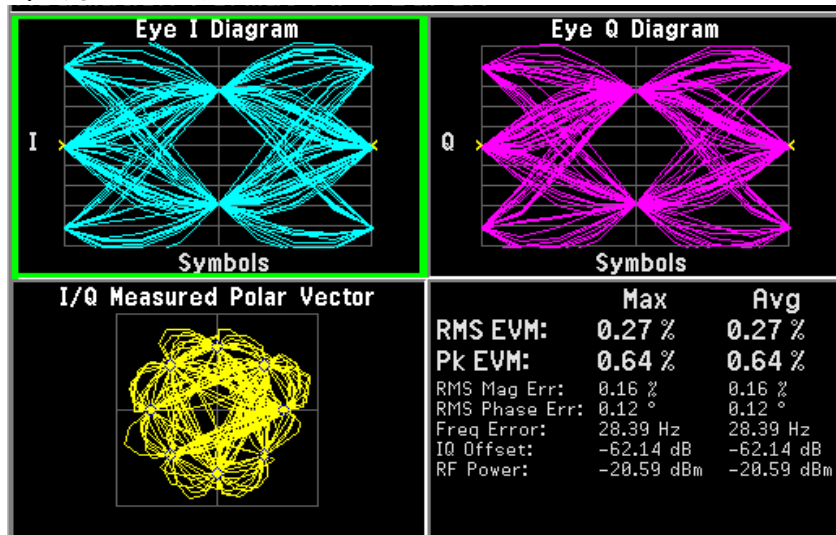 Eye I Diagram
I
Symbols
Eye Q Diagram
Q
Symbols
I/Q Measured Polar Vector
Max Avg
RMS EVM: 0.27 % 0.27 %
Pk EVM: 0.64 % 0.64 %
RMS Mag Err: 0.16 % 0.16 %
RMS Phase Err: 0.12 ° 0.12 °
Freq Error: 28.39 Hz 28.39 Hz
IQ Offset: -62.14 dB -62.14 dB
RF Power: -20.59 dBm -20.59 dBm